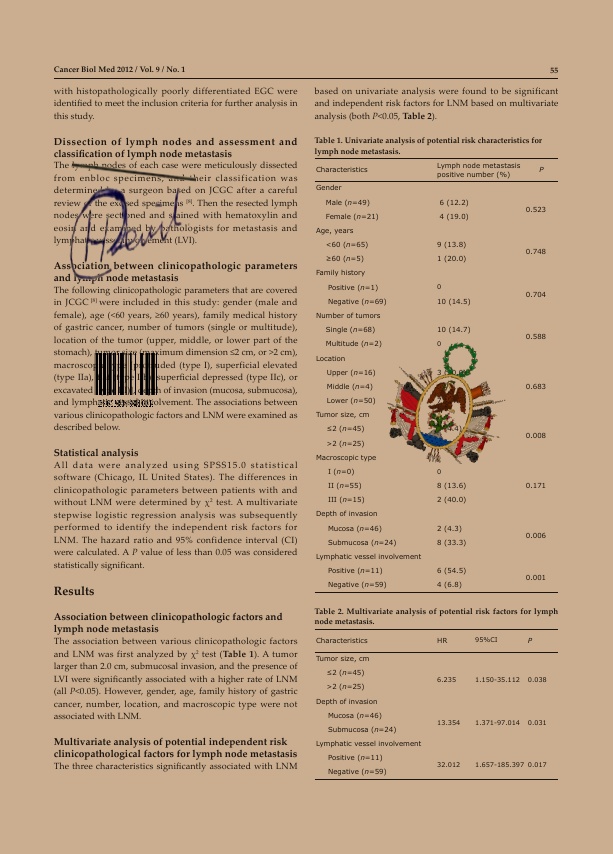 Cancer Biol Med 2012 / Vol. 9 / No. 1
55
with histopathologically poorly differentiated EGC were
identified to meet the inclusion criteria for further analysis in
this study.
Dissection of lymph nodes and assessment and
classification of lymph node metastasis
The lymph nodes of each case were meticulously dissected
from enbloc specimens, and their classification was
determined by a surgeon based on JCGC after a careful
review of the excised specimens [8]. Then the resected lymph
nodes were sectioned and stained with hematoxylin and
eosin and examined by pathologists for metastasis and
lymphatic vessel involvement (LVI).
Association between clinicopathologic parameters
and lymph node metastasis
The following clinicopathologic parameters that are covered
in JCGC [8] were included in this study: gender (male and
female), age (<60 years, ≥60 years), family medical history
of gastric cancer, number of tumors (single or multitude),
location of the tumor (upper, middle, or lower part of the
stomach), tumor size (maximum dimension ≤2 cm, or >2 cm),
macroscopic type (protruded (type I), superficial elevated
(type IIa), type superficial depressed (type IIc), or
excavated of invasion (mucosa, submucosa),
and lymphatic involvement. The associations between
various clinicopathologic factors and LNM were examined as
described below.
Statistical analysis
All data were analyzed using SPSS15.0 statistical
software (Chicago, IL United States). The differences in
clinicopathologic parameters between patients with and
without LNM were determined by χ² test. A multivariate
stepwise logistic regression analysis was subsequently
performed to identify the independent risk factors for
LNM. The hazard ratio and 95% confidence interval (CI)
were calculated. A P value of less than 0.05 was considered
statistically significant.
Results
Association between clinicopathologic factors and
lymph node metastasis
The association between various clinicopathologic factors
and LNM was first analyzed by χ² test (Table 1). A tumor
larger than 2.0 cm, submucosal invasion, and the presence of
LVI were significantly associated with a higher rate of LNM
(all P<0.05). However, gender, age, family history of gastric
cancer, number, location, and macroscopic type were not
associated with LNM.
Multivariate analysis of potential independent risk
clinicopathological factors for lymph node metastasis
The three characteristics significantly associated with LNM
based on univariate analysis were found to be significant
and independent risk factors for LNM based on multivariate
analysis (both P<0.05, Table 2).
Table 1. Univariate analysis of potential risk characteristics for
lymph node metastasis.
Characteristics Lymph node metastasis positive number (%) P
Gender
Male (n=49) 6 (12.2)
0.523
Female (n=21) 4 (19.0)
Age, years
<60 (n=65) 9 (13.8)
0.748
≥60 (n=5) 1 (20.0)
Family history
Positive (n=1) 0
0.704
Negative (n=69) 10 (14.5)
Number of tumors
Single (n=68) 10 (14.7)
0.588
Multitude (n=2) 0
Location
Upper (n=16) 3
Middle (n=4)
0.683
Lower (n=50)
Tumor size, cm
≤2 (n=45)
0.008
>2 (n=25)
Macroscopic type
I (n=0) 0
II (n=55) 8 (13.6)
0.171
III (n=15) 2 (40.0)
Depth of invasion
Mucosa (n=46) 2 (4.3)
0.006
Submucosa (n=24) 8 (33.3)
Lymphatic vessel involvement
Positive (n=11) 6 (54.5)
0.001
Negative (n=59) 4 (6.8)
Table 2. Multivariate analysis of potential risk factors for lymph
node metastasis.
Characteristics HR 95%CI P
Tumor size, cm
≤2 (n=45)
6.235 1.150-35.112 0.038
>2 (n=25)
Depth of invasion
Mucosa (n=46)
13.354 1.371-97.014 0.031
Submucosa (n=24)
Lymphatic vessel involvement
Positive (n=11)
32.012 1.657-185.397 0.017
Negative (n=59)